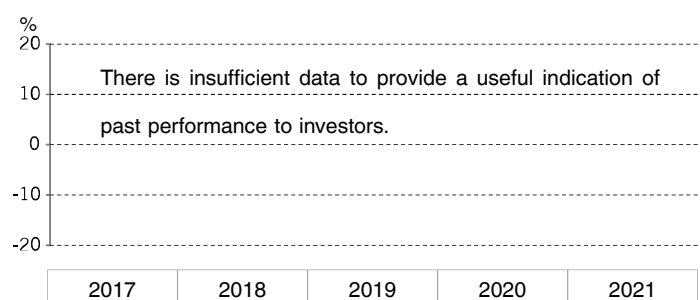 %
20
There is insufficient data to provide a useful indication of
10
past performance to investors.
0
-10
-20
2017 2018 2019 2020 2021